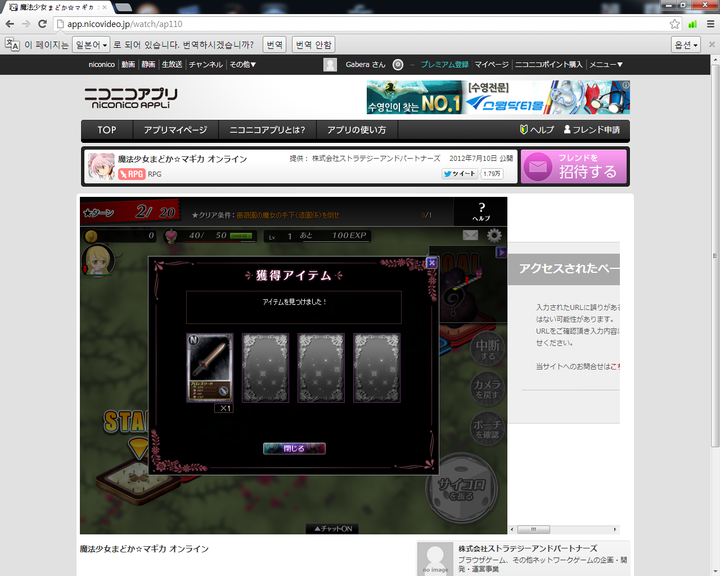 魔法少女まどか☆マギカ
app.nicovideo.jp/watch/ap110
이 페이지는 일본어 로 되어 있습니다. 번역하시겠습니까? 번역 번역 안함 옵션
niconico 動画 静画 生放送 チャンネル その他▼ Gabera さん プレミアム登録 マイページ ニコニコポイント購入 メニュー▼
ニコニコアプリ
NICONICO APPLI
수영인이 찾는 NO.1 [수영전문] 스윔닥터몰
TOP アプリマイページ ニコニコアプリとは? アプリの使い方 ヘルプ フレンド申請
魔法少女まどか☆マギカ オンライン
提供： 株式会社ストラテジーアンドパートナーズ 2012年7月10日 公開
RPG RPG
ツイート 1.79万
フレンドを
招待する
★ターン 2/ 20 ★クリア条件：
/1
?
ヘルプ
0 40/ 50 Lv 1 あと 100EXP
獲得アイテム
アイテムを見つけました！
N
×1
閉じる
中断
する
カメラ
を戻す
ポーチ
を確認
サイコロ
を振る
▲チャットON
アクセスされたペー
入力されたURLに誤りがある
はない可能性があります。
URLをご確認頂き入力内容に
せください。
当サイトへのお問合せはこち
魔法少女まどか☆マギカ オンライン
no image
株式会社ストラテジーアンドパートナーズ
ブラウザゲーム、その他ネットワークゲームの企画・開
発・運営事業